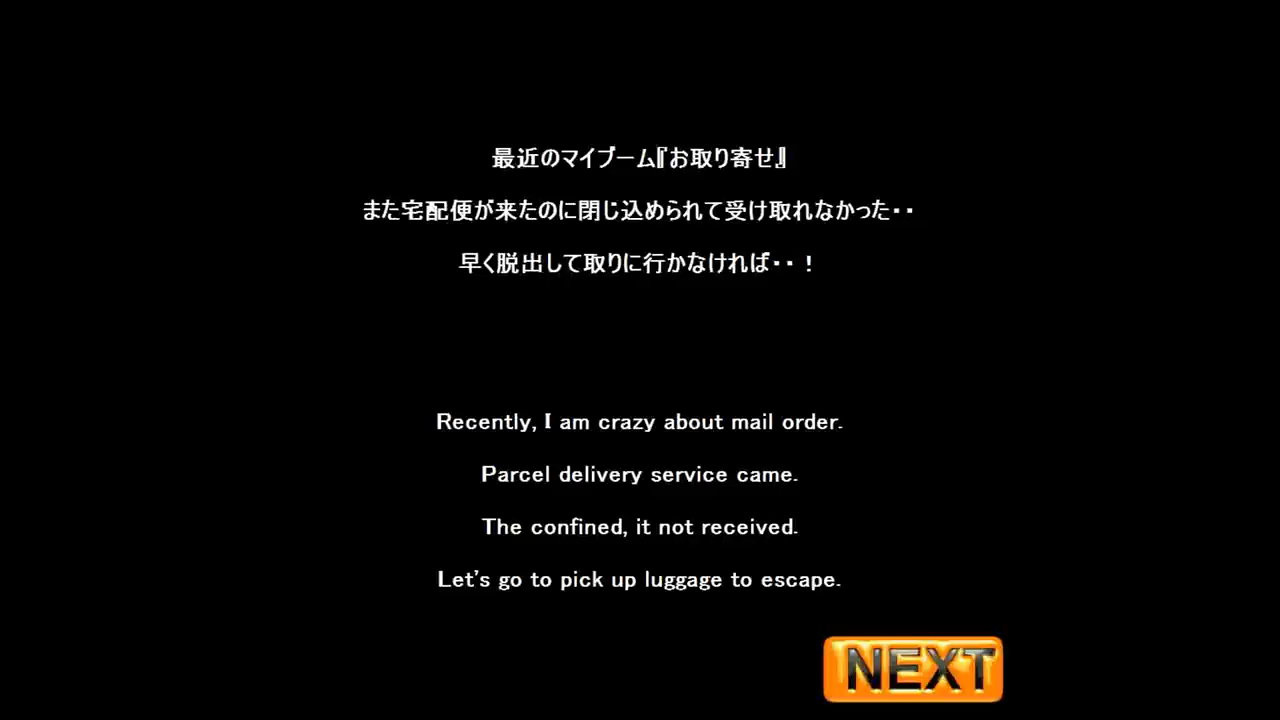 最近のマイブーム『お取り寄せ』
また宅配便が来たのに閉じ込められて受け取れなかった・・
早く脱出して取りに行かなければ・・！
Recently, I am crazy about mail order.
Parcel delivery service came.
The confined, it not received.
Let's go to pick up luggage to escape.
NEXT